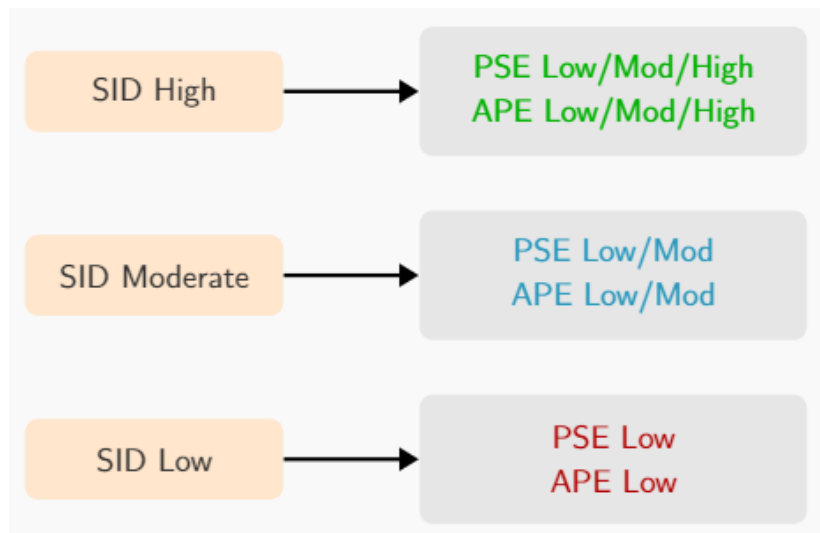 SID High
PSE Low/Mod/High
APE Low/Mod/High
SID Moderate
PSE Low/Mod
APE Low/Mod
SID Low
PSE Low
APE Low